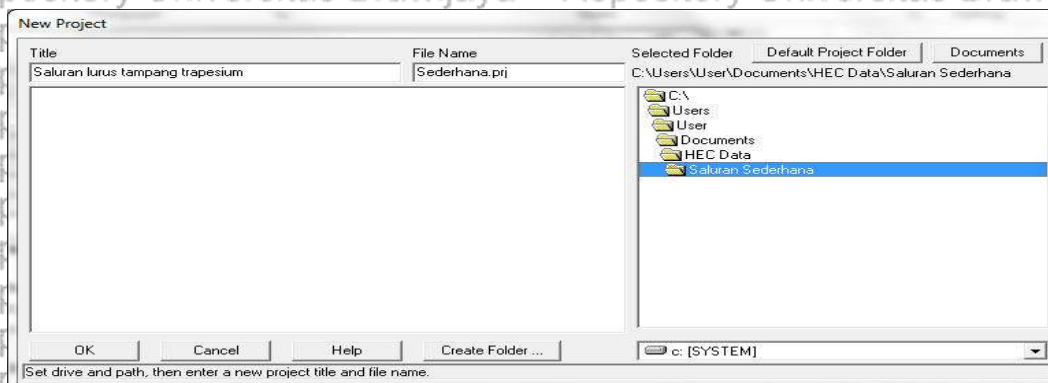 New Project
Title File Name Selected Folder Default Project Folder Documents
Saluran lurus tampang trapesium Sederhana.prj C:\Users\User\Documents\HEC Data\Saluran Sederhana
C:\
Users
User
Documents
HEC Data
Saluran Sederhana
OK Cancel Help Create Folder ... c: [SYSTEM]
Set drive and path, then enter a new project title and file name.